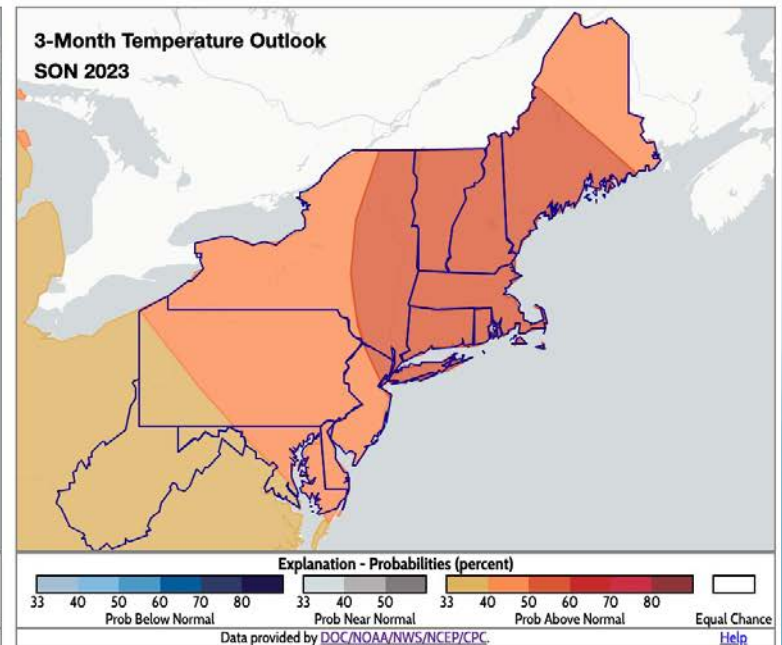 3-Month Temperature Outlook
SON 2023
Explanation - Probabilities (percent)
33 40 50 60 70 80 33 40 50 33 40 50 60 70 80
Prob Below Normal Prob Near Normal Prob Above Normal Equal Chance
Data provided by DOC/NOAA/NWS/NCEP/CPC. Help